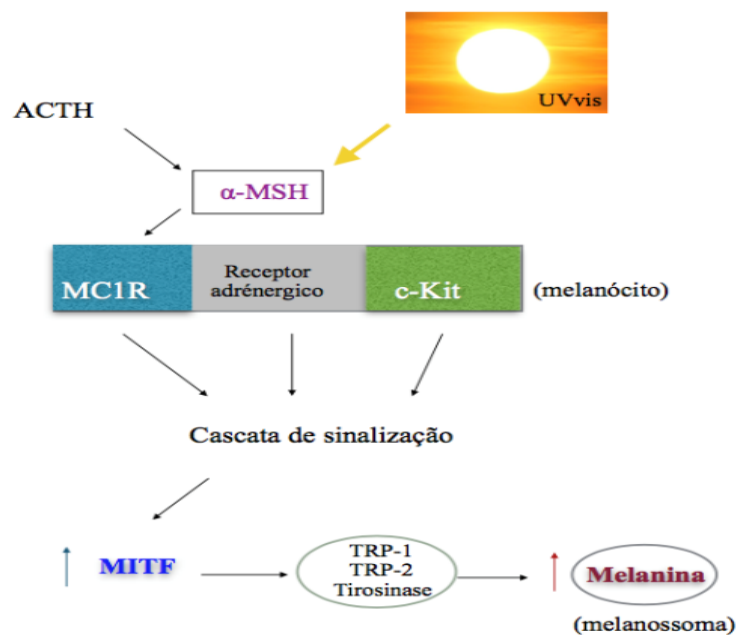 UVvis
ACTH
α-MSH
MC1R
Receptor
adrénergico
c-Kit
(melanócito)
Cascata de sinalização
MITF
TRP-1
TRP-2
Tirosinase
Melanina
(melanossoma)